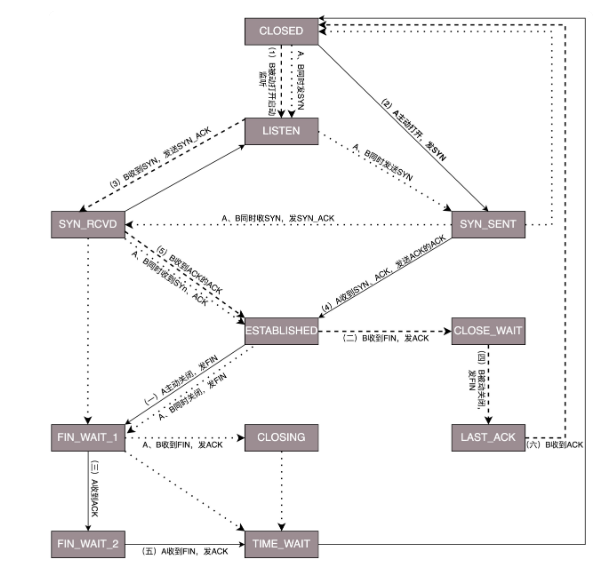 CLOSED
（1）B被动打开启动
监听
A、B同时发SYN
（2）A主动打开，发SYN
LISTEN
（3）B收到SYN，发送SYN_ACK
A、B同时发送SYN
SYN_RCVD
A、B同时收SYN，发SYN_ACK
SYN_SENT
（5）B收到ACK的ACK
A、B同时收到SYn，ACK
（4）A收到SYN、ACK，发送ACK的ACK
ESTABLISHED
（二）B收到FIN，发ACK
CLOSE_WAIT
（一）A主动关闭，发FIN
A、B同时关闭，发FIN
（四）B被动关闭，
发FIN
FIN_WAIT_1
A、B收到FIN，发ACK
CLOSING
LAST_ACK
（六）B收到ACK
（三）A收到ACK
FIN_WAIT_2
（五）A收到FIN，发ACK
TIME_WAIT